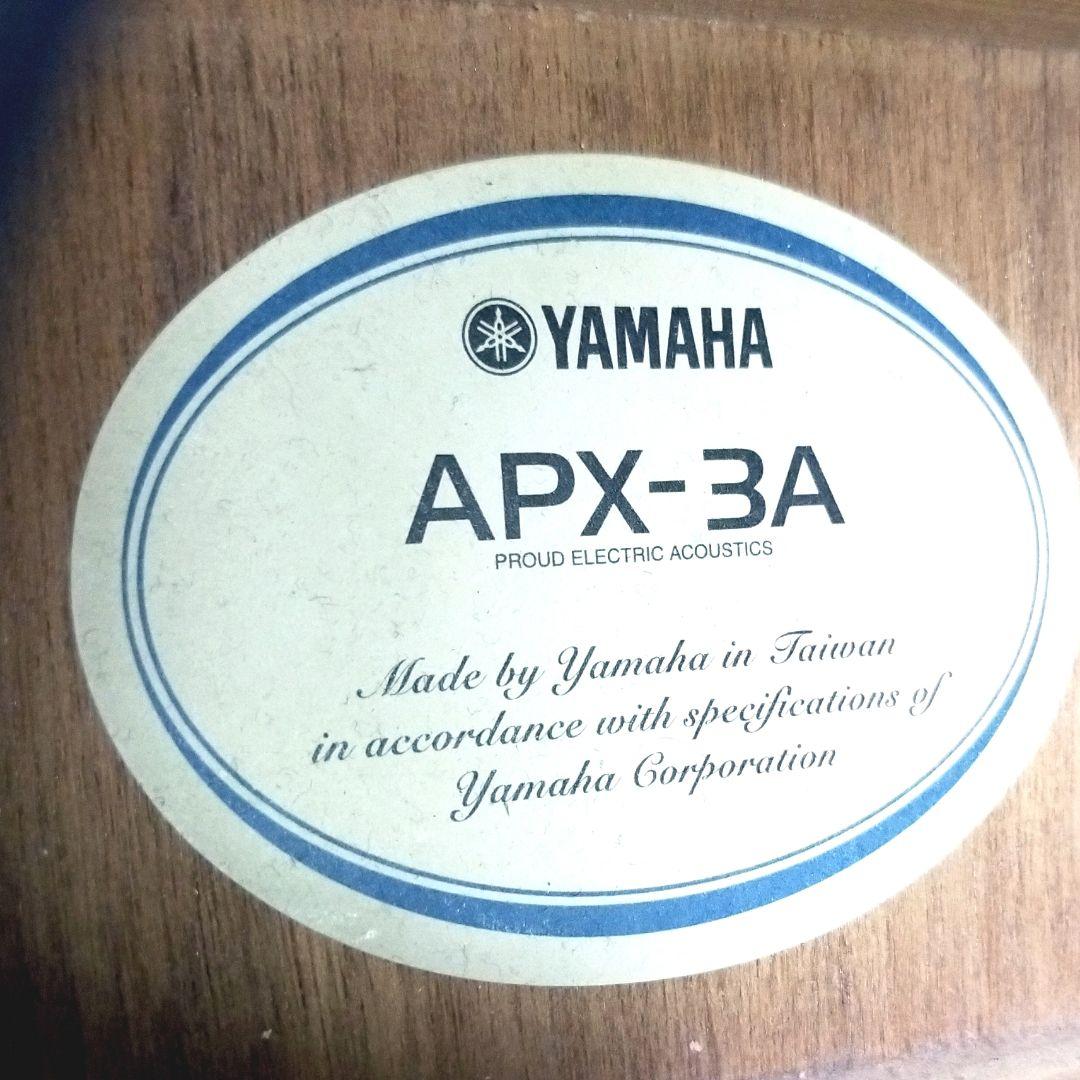 YAMAHA
APX-3A
PROUD ELECTRIC ACOUSTICS
Made by Yamaha in Taiwan
in accordance with specifications of
Yamaha Corporation